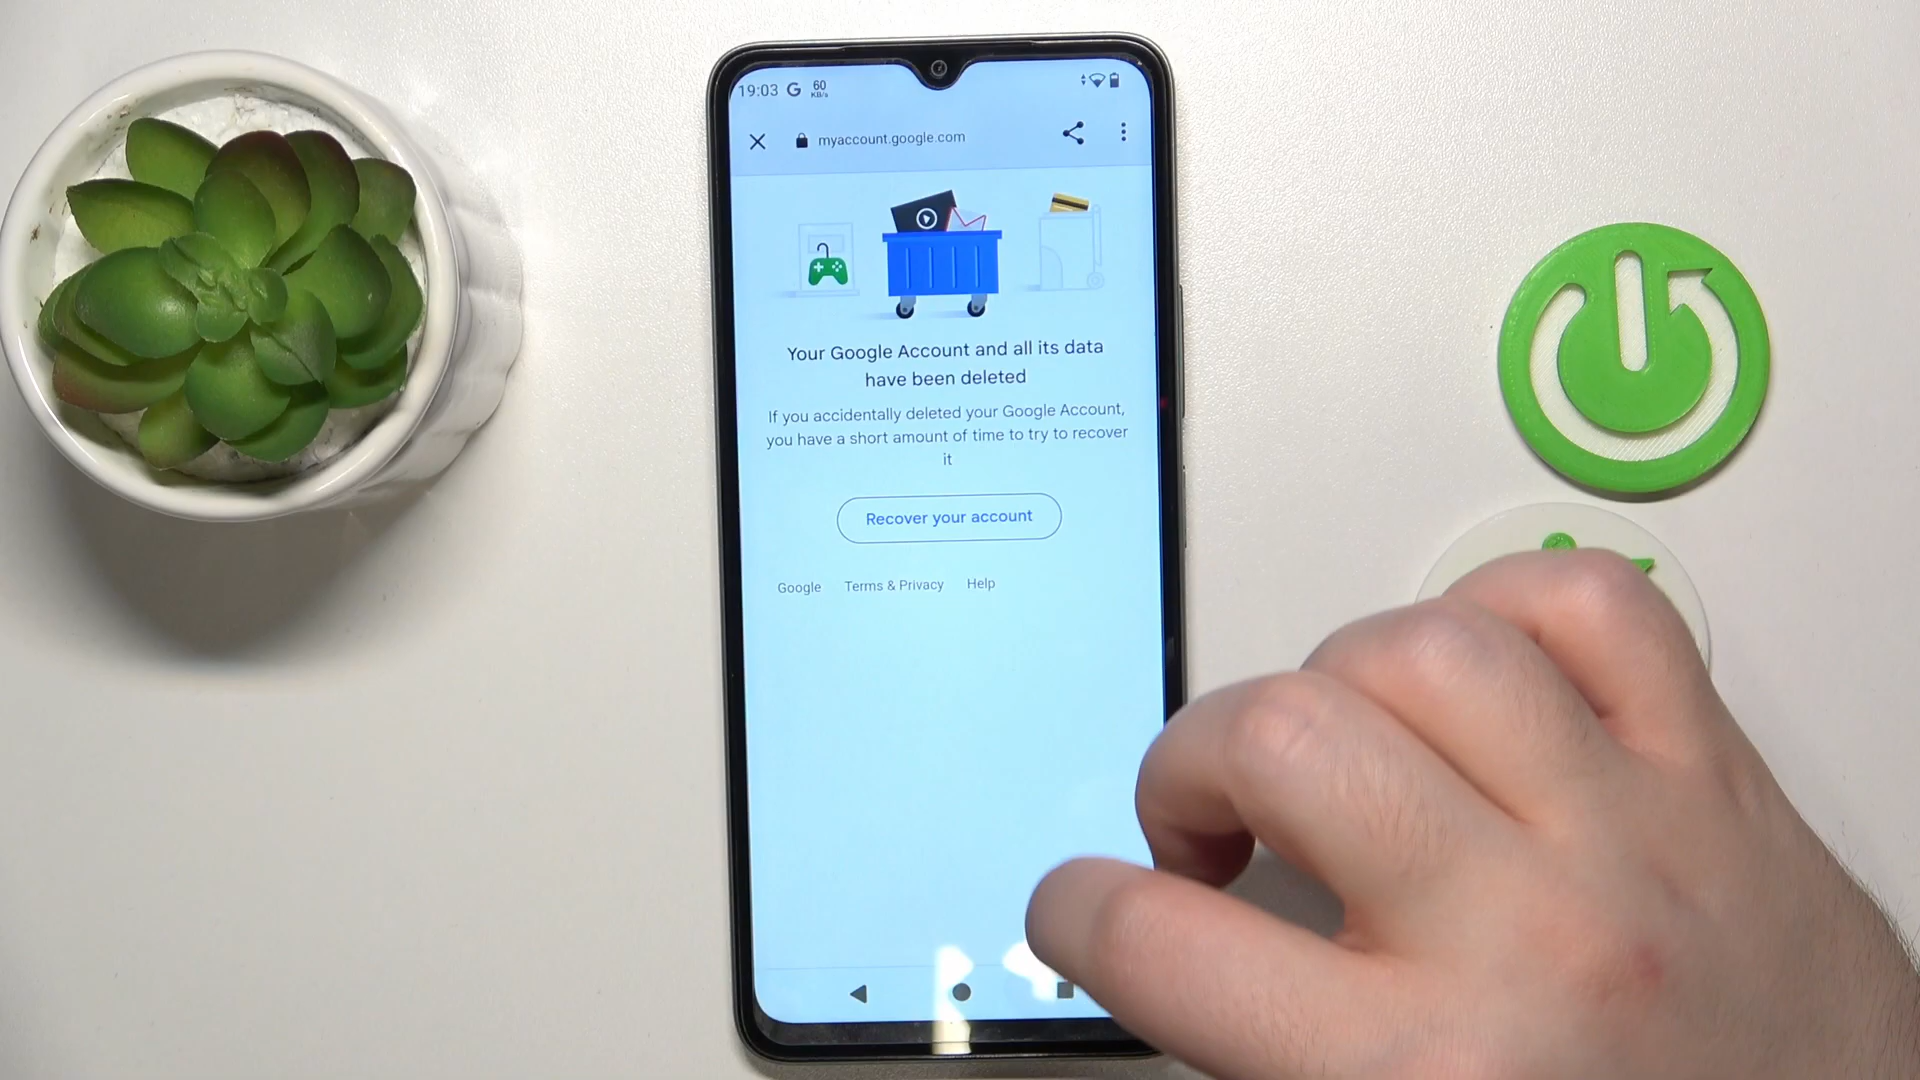 19:03 G 60 KB/s
myaccount.google.com
Your Google Account and all its data
have been deleted
If you accidentally deleted your Google Account,
you have a short amount of time to try to recover
it
Recover your account
Google Terms & Privacy Help